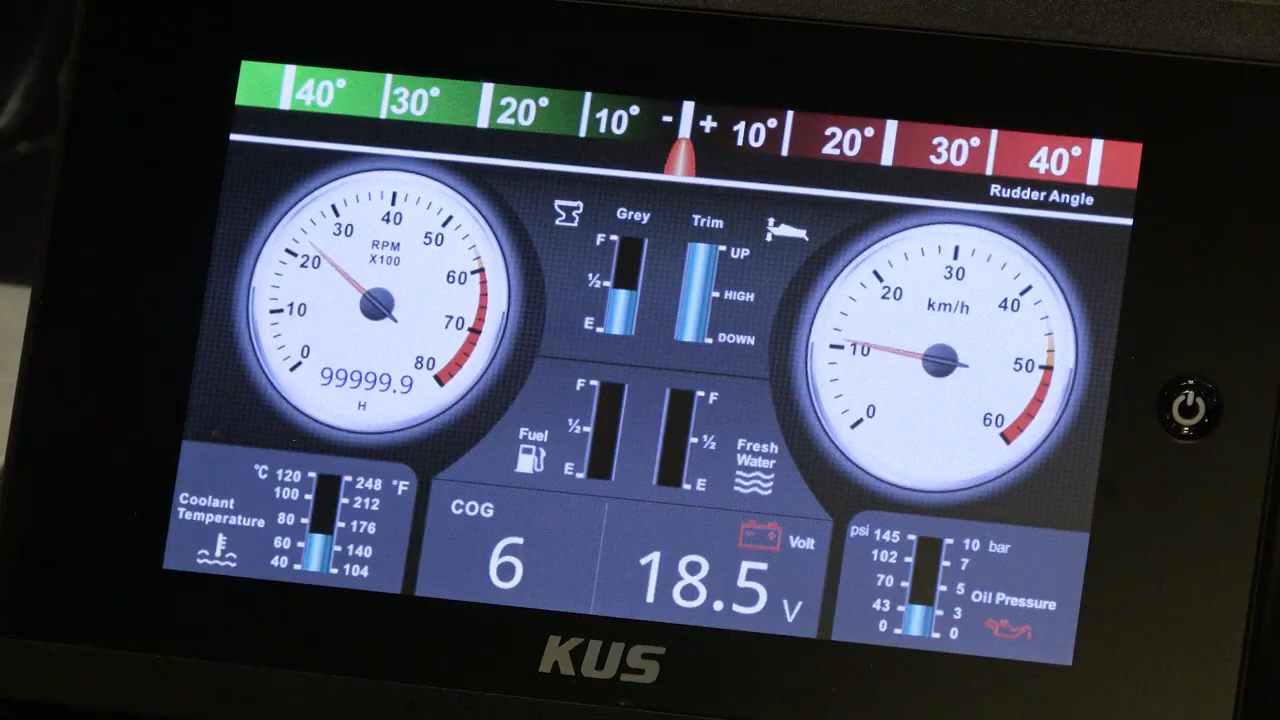 40° 30° 20° 10° - + 10° 20° 30° 40°
Rudder Angle
0 10 20 30 40 50 60 70 80
RPM
X100
99999.9
H
Grey
F
½
E
Trim
UP
HIGH
DOWN
0 10 20 30 40 50 60
km/h
Fuel
F
½
E
Fresh
Water
F
½
E
Coolant
Temperature
°C 120 248 °F
100 212
80 176
60 140
40 104
COG
6
Volt
18.5 V
psi 145 10 bar
102 7
70 5
43 3
0 0
Oil Pressure
KUS